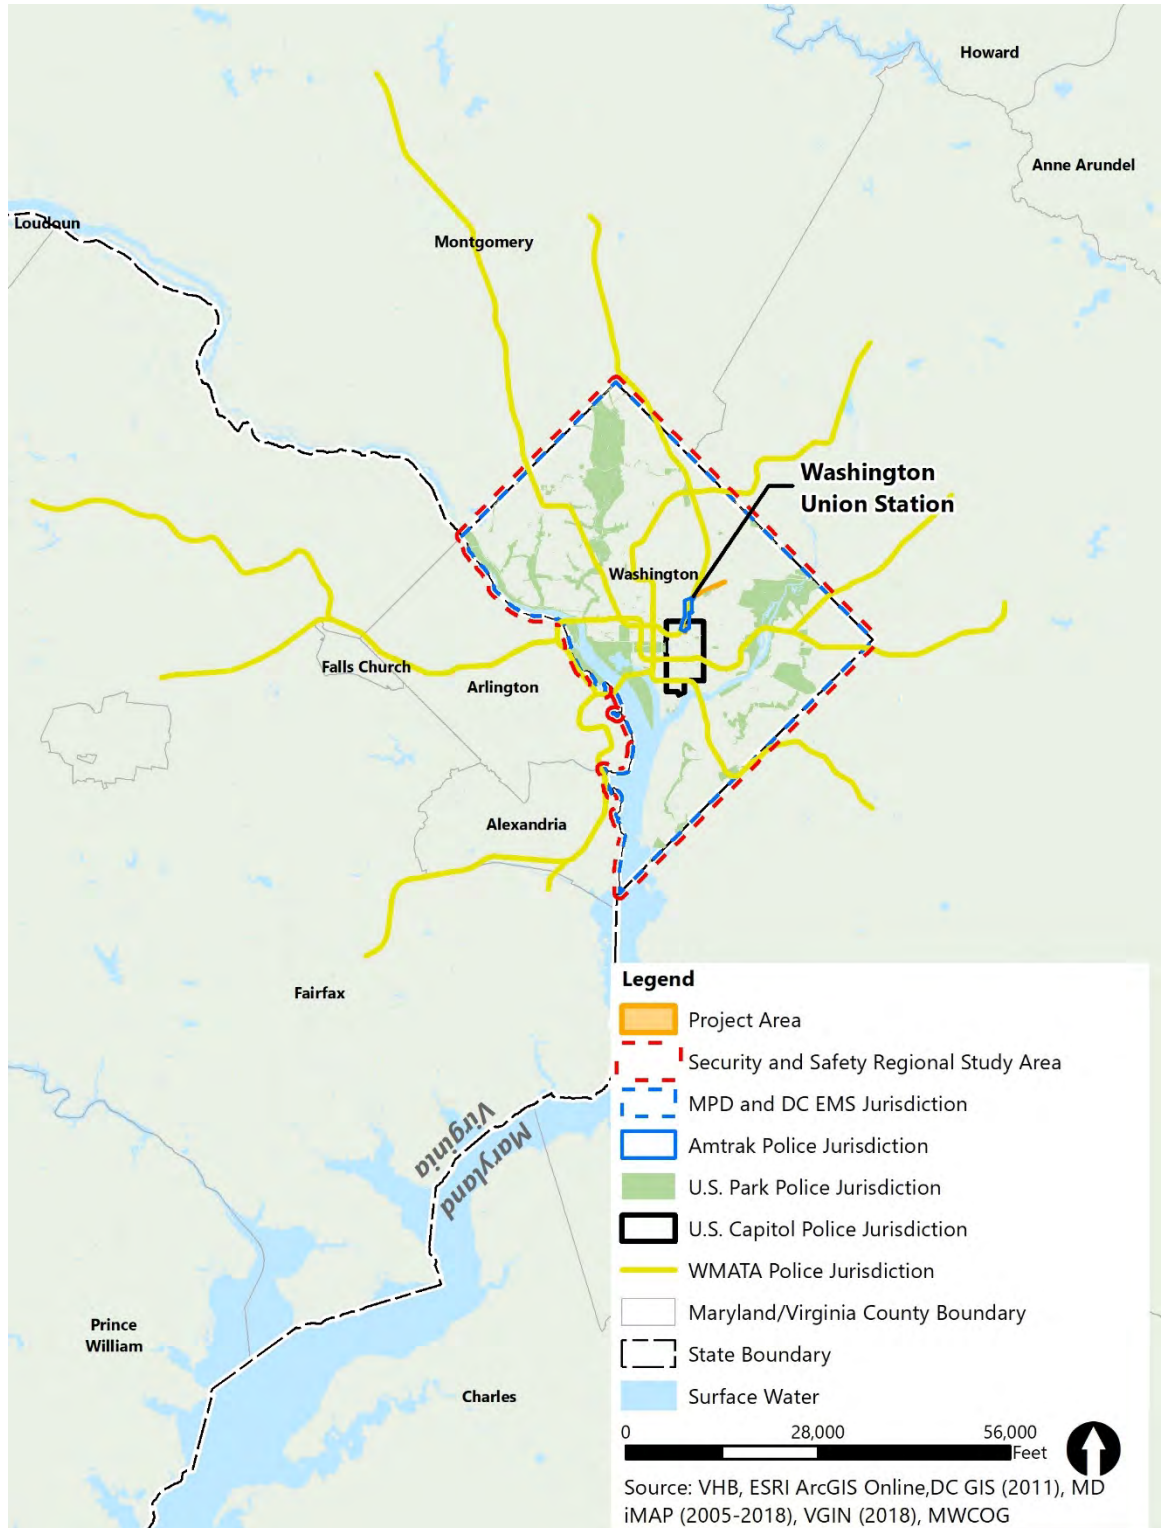 Howard
Anne Arundel
Loudoun
Montgomery
Washington
Union Station
Washington
Falls Church
Arlington
Alexandria
Fairfax
Virginia
Maryland
Prince
William
Charles
Legend
Project Area
Security and Safety Regional Study Area
MPD and DC EMS Jurisdiction
Amtrak Police Jurisdiction
U.S. Park Police Jurisdiction
U.S. Capitol Police Jurisdiction
WMATA Police Jurisdiction
Maryland/Virginia County Boundary
State Boundary
Surface Water
0 28,000 56,000
Feet
Source: VHB, ESRI ArcGIS Online,DC GIS (2011), MD
iMAP (2005-2018), VGIN (2018), MWCOG